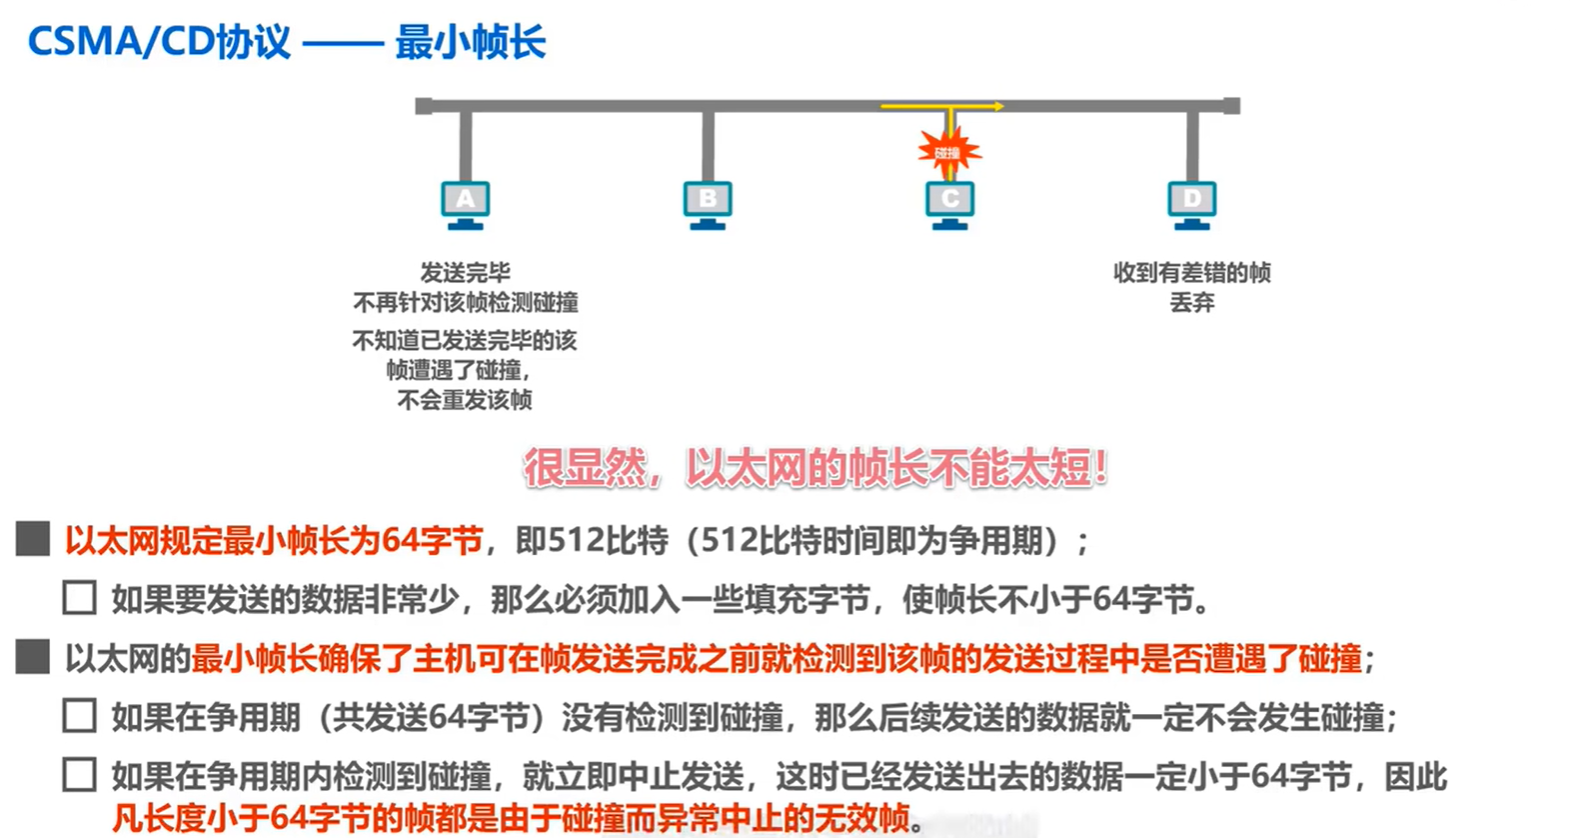 CSMA/CD协议 —— 最小帧长
碰撞
A
B
C
D
发送完毕
不再针对该帧检测碰撞
不知道已发送完毕的该
帧遭遇了碰撞,
不会重发该帧
收到有差错的帧
丢弃
很显然，以太网的帧长不能太短！
以太网规定最小帧长为64字节，即512比特（512比特时间即为争用期）；
如果要发送的数据非常少，那么必须加入一些填充字节，使帧长不小于64字节。
以太网的最小帧长确保了主机可在帧发送完成之前就检测到该帧的发送过程中是否遭遇了碰撞；
如果在争用期（共发送64字节）没有检测到碰撞，那么后续发送的数据就一定不会发生碰撞；
如果在争用期内检测到碰撞，就立即中止发送，这时已经发送出去的数据一定小于64字节，因此
凡长度小于64字节的帧都是由于碰撞而异常中止的无效帧。